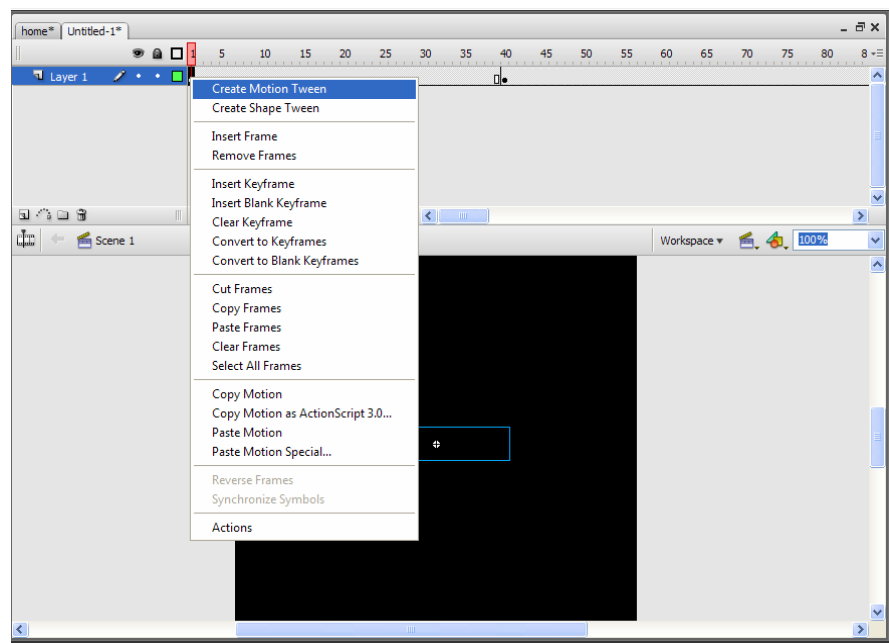 home* Untitled-1*
1 5 10 15 20 25 30 35 40 45 50 55 60 65 70 75 80 8
Layer 1
Create Motion Tween
Create Shape Tween
Insert Frame
Remove Frames
Insert Keyframe
Insert Blank Keyframe
Clear Keyframe
Convert to Keyframes
Convert to Blank Keyframes
Scene 1 Workspace 100%
Cut Frames
Copy Frames
Paste Frames
Clear Frames
Select All Frames
Copy Motion
Copy Motion as ActionScript 3.0...
Paste Motion
Paste Motion Special...
Reverse Frames
Synchronize Symbols
Actions